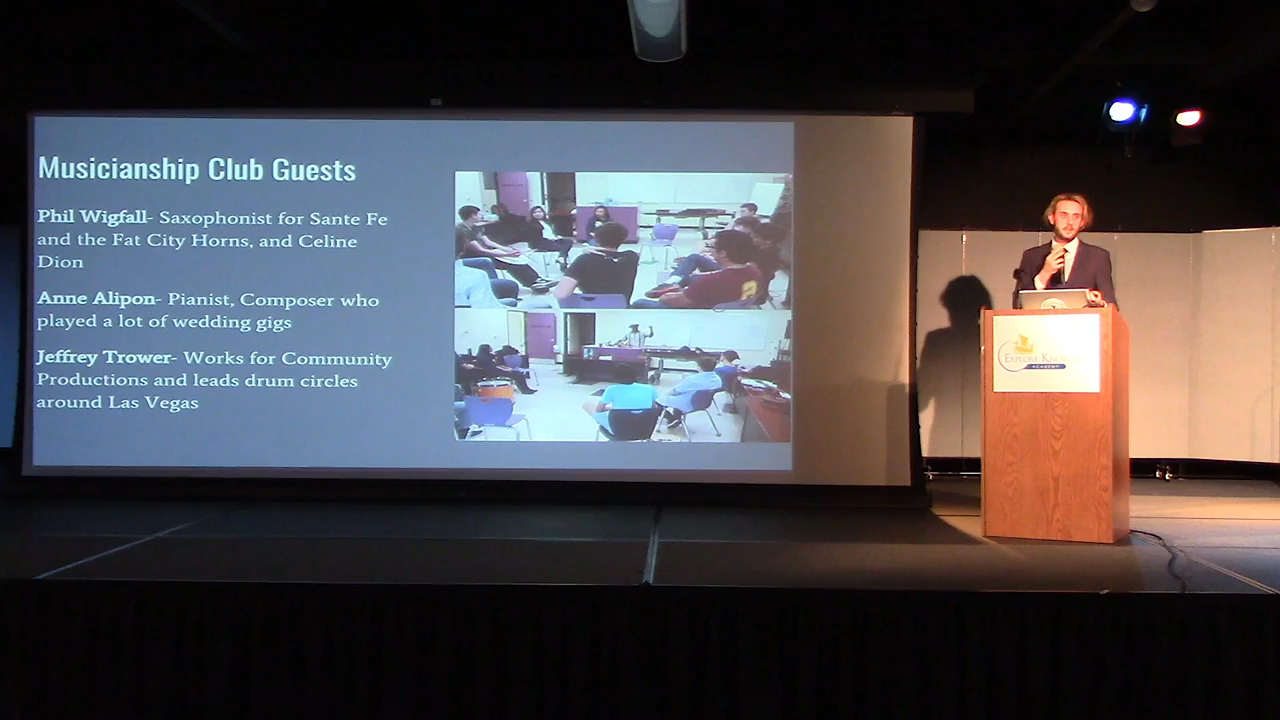 Musicianship Club Guests
Phil Wigfall- Saxophonist for Sante Fe
and the Fat City Horns, and Celine
Dion
Anne Alipon- Pianist, Composer who
played a lot of wedding gigs
Jeffrey Trower- Works for Community
Productions and leads drum circles
around Las Vegas
EXPLORE
ACADEMY